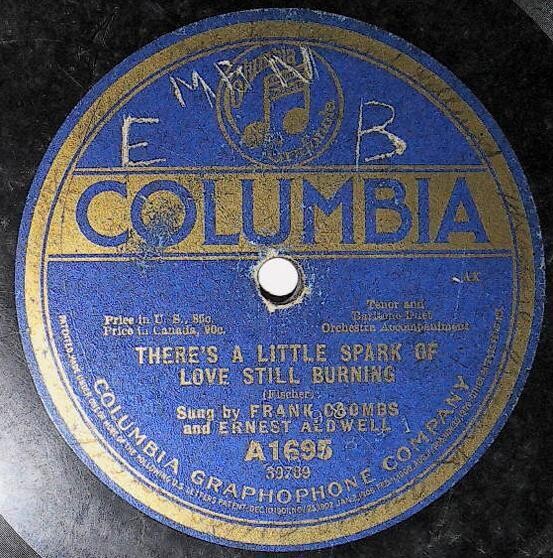 E
B
COLUMBIA
Price in U. S., 85c.
Price in Canada, 90c.
Tenor and
Baritone Duet
Orchestra Accompaniment
THERE'S A LITTLE SPARK OF
LOVE STILL BURNING
(Fischer)
Sung by FRANK COOMBS
and ERNEST ALDWELL
A1695
39789
COLUMBIA GRAPHOPHONE COMPANY